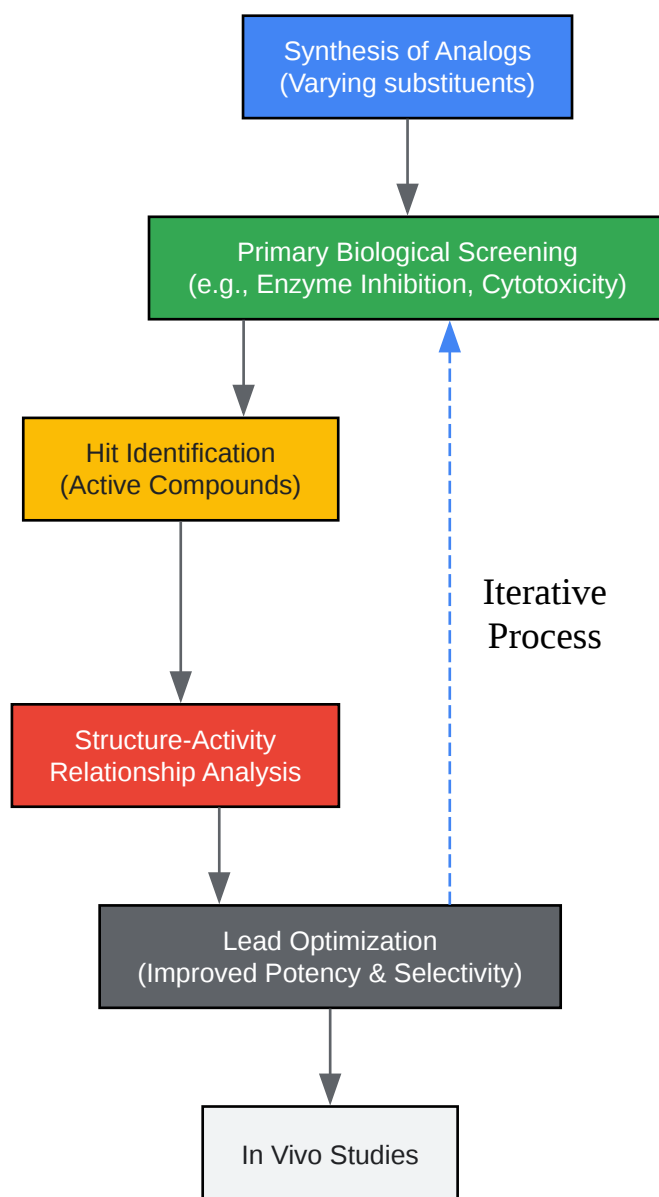 Synthesis of Analogs
(Varying substituents)
Primary Biological Screening
(e.g., Enzyme Inhibition, Cytotoxicity)
Hit Identification
(Active Compounds)
Iterative
Process
Structure-Activity
Relationship Analysis
Lead Optimization
(Improved Potency & Selectivity)
In Vivo Studies